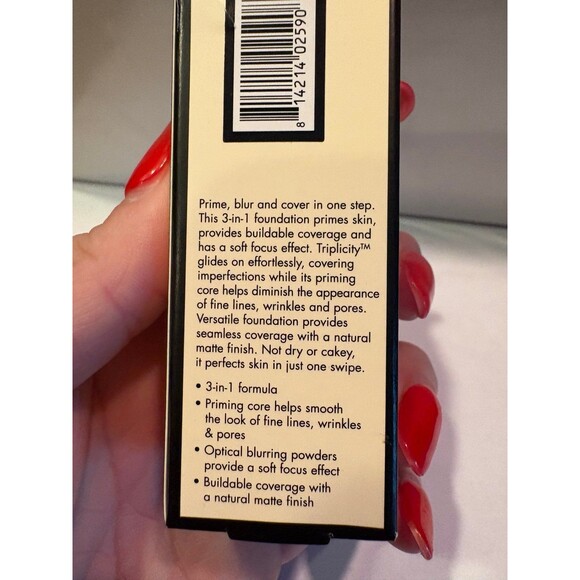 8 14214 02590
Prime, blur and cover in one step.
This 3-in-1 foundation primes skin,
provides buildable coverage and
has a soft focus effect. Triplicity™
glides on effortlessly, covering
imperfections while its priming
core helps diminish the appearance
of fine lines, wrinkles and pores.
Versatile foundation provides
seamless coverage with a natural
matte finish. Not dry or cakey,
it perfects skin in just one swipe.
• 3-in-1 formula
• Priming core helps smooth
the look of fine lines, wrinkles
& pores
• Optical blurring powders
provide a soft focus effect
• Buildable coverage with
a natural matte finish